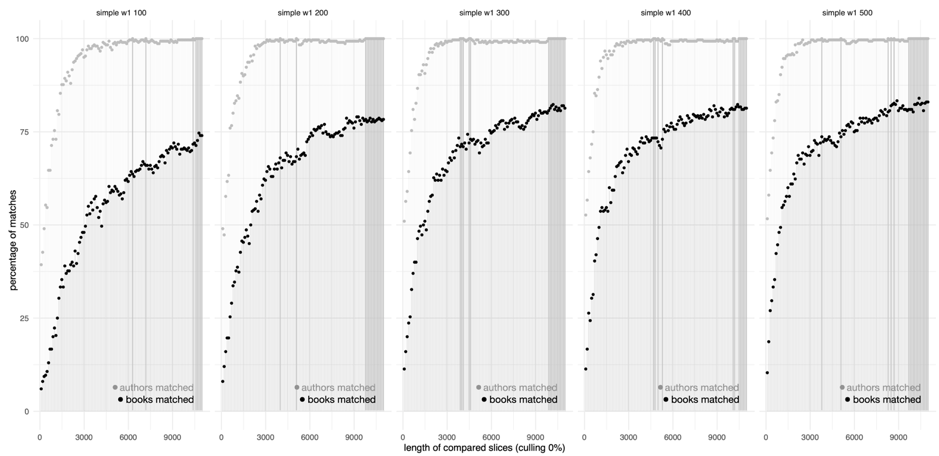 simple w1 100 simple w1 200 simple w1 300 simple w1 400 simple w1 500
100
75
50
25
0
percentage of matches
authors matched authors matched authors matched authors matched authors matched
books matched books matched books matched books matched books matched
0 3000 6000 9000 0 3000 6000 9000 0 3000 6000 9000 0 3000 6000 9000 0 3000 6000 9000
length of compared slices (culling 0%)